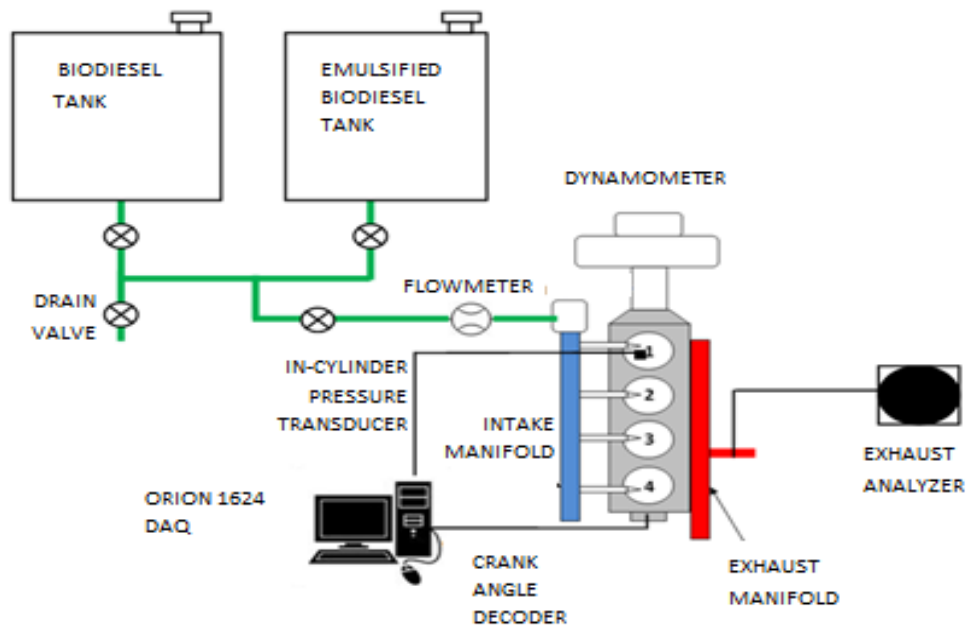 BIODIESEL
TANK
EMULSIFIED
BIODIESEL
TANK
DYNAMOMETER
FLOWMETER
DRAIN
VALVE
IN-CYLINDER
PRESSURE
TRANSDUCER
INTAKE
MANIFOLD
1
2
3
4
EXHAUST
ANALYZER
ORION 1624
DAQ
CRANK
ANGLE
DECODER
EXHAUST
MANIFOLD